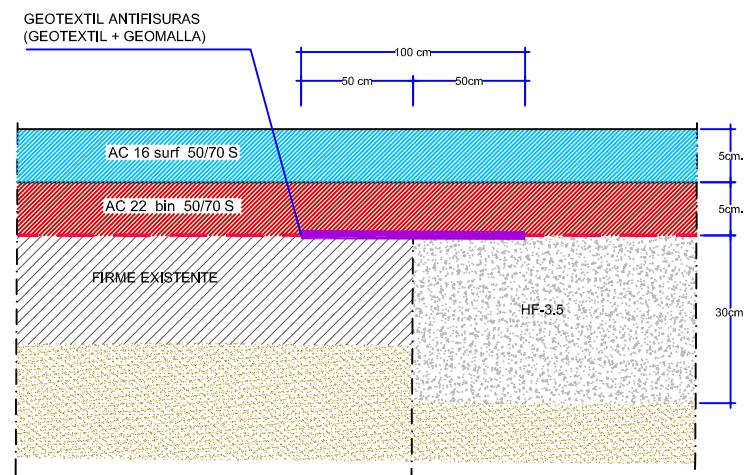 GEOTEXTIL ANTIFISURAS
(GEOTEXTIL + GEOMALLA)
100 cm
50 cm
50cm
AC 16 surf 50/70 S
5cm.
AC 22 bin 50/70 S
5cm.
FIRME EXISTENTE
HF-3.5
30cm